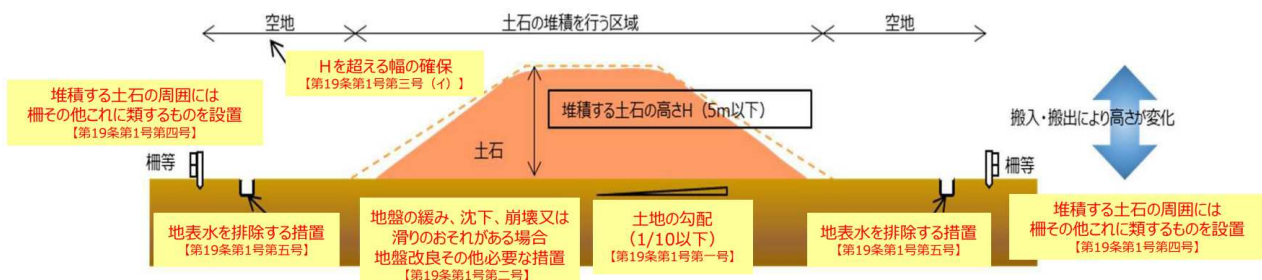 空地
土石の堆積を行う区域
空地
Hを超える幅の確保
【第19条第1号第三号（イ）】
堆積する土石の周囲には
柵その他これに類するものを設置
【第19条第1号第四号】
堆積する土石の高さH（5m以下）
搬入・搬出により高さが変化
土石
柵等
柵等
地表水を排除する措置
【第19条第1号第五号】
地盤の緩み、沈下、崩壊又は
滑りのおそれがある場合
地盤改良その他必要な措置
【第19条第1号第二号】
土地の勾配
（1/10以下）
【第19条第1号第一号】
地表水を排除する措置
【第19条第1号第五号】
堆積する土石の周囲には
柵その他これに類するものを設置
【第19条第1号第四号】